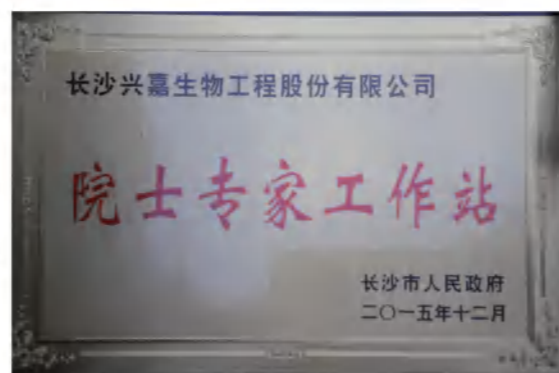 长沙兴嘉生物工程股份有限公司
院士专家工作站
长沙市人民政府
二〇一五年十二月